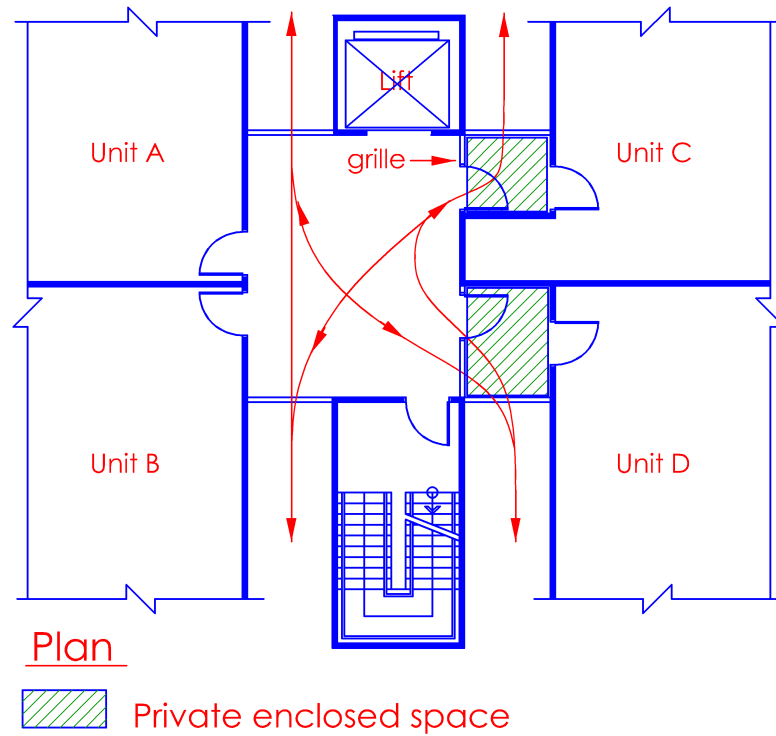 Lift
Unit A
grille
Unit C
Unit B
Unit D
Plan
Private enclosed space